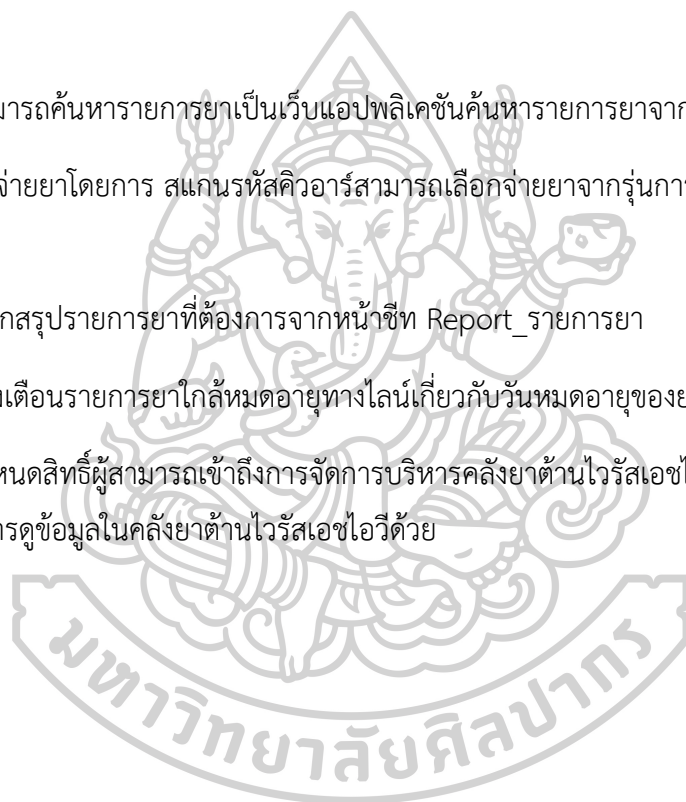 มารถค้นหารายการยาเป็นเว็บแอปพลิเคชันค้นหารายการยาจาก
จ่ายยาโดยการ สแกนรหัสคิวอาร์สามารถเลือกจ่ายยาจากรุ่นการ
กสรุปรายการยาที่ต้องการจากหน้าชีท Report_รายการยา
งเตือนรายการยาใกล้หมดอายุทางไลน์เกี่ยวกับวันหมดอายุของย
หนดสิทธิ์ผู้สามารถเข้าถึงการจัดการบริหารคลังยาต้านไวรัสเอชไ
ารดูข้อมูลในคลังยาต้านไวรัสเอชไอวีด้วย
มหาวิทยาลัยศิลปากร